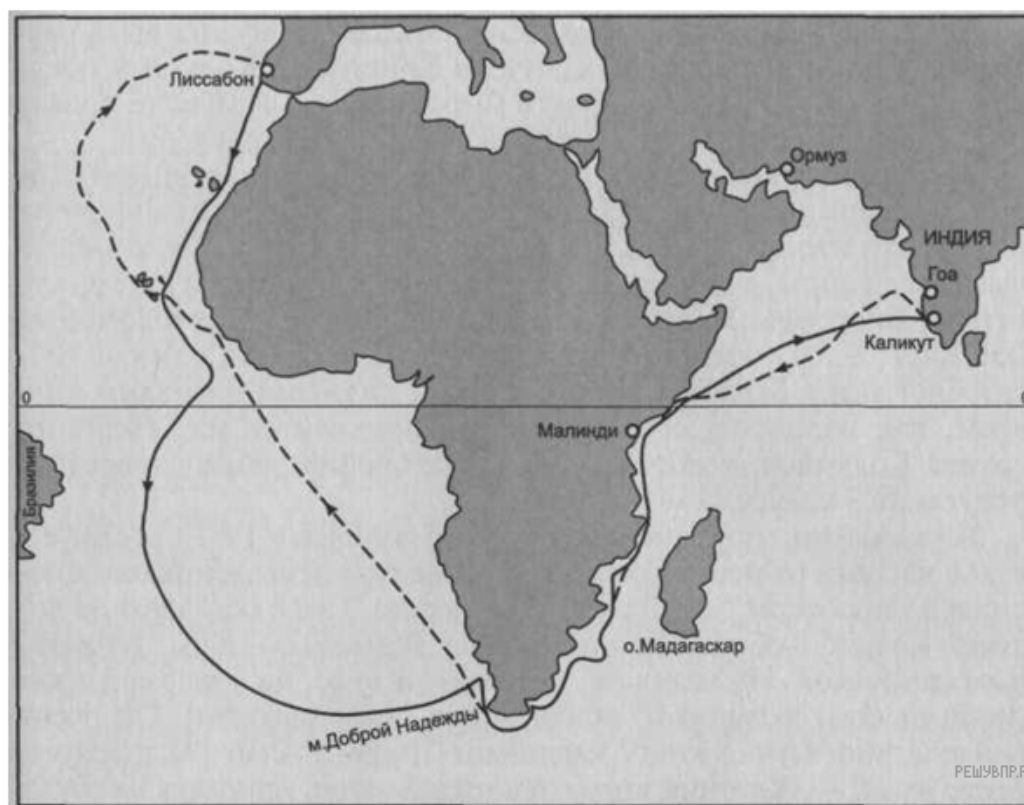 Лиссабон
Ормуз
ИНДИЯ
Гоа
Каликут
0
Малинди
Бразилия
о.Мадагаскар
м.Доброй Надежды
РЕШУВПР.Р